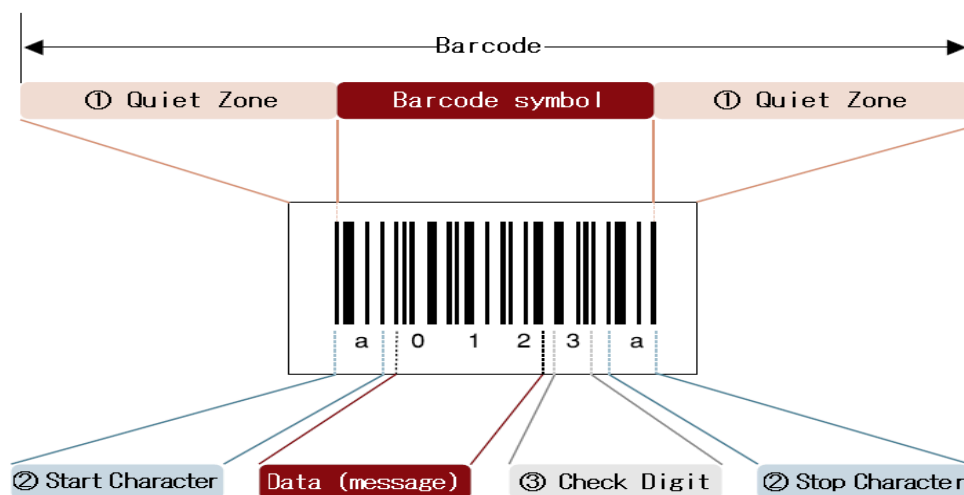 Barcode
① Quiet Zone Barcode symbol ① Quiet Zone
a 0 1 2 3 a
② Start Character Data (message) ③ Check Digit ② Stop Character